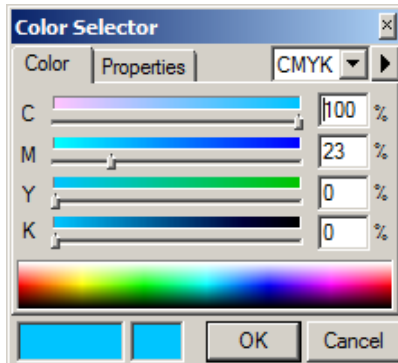 Color Selector
Color Properties CMYK
C 100 %
M 23 %
Y 0 %
K 0 %
OK Cancel